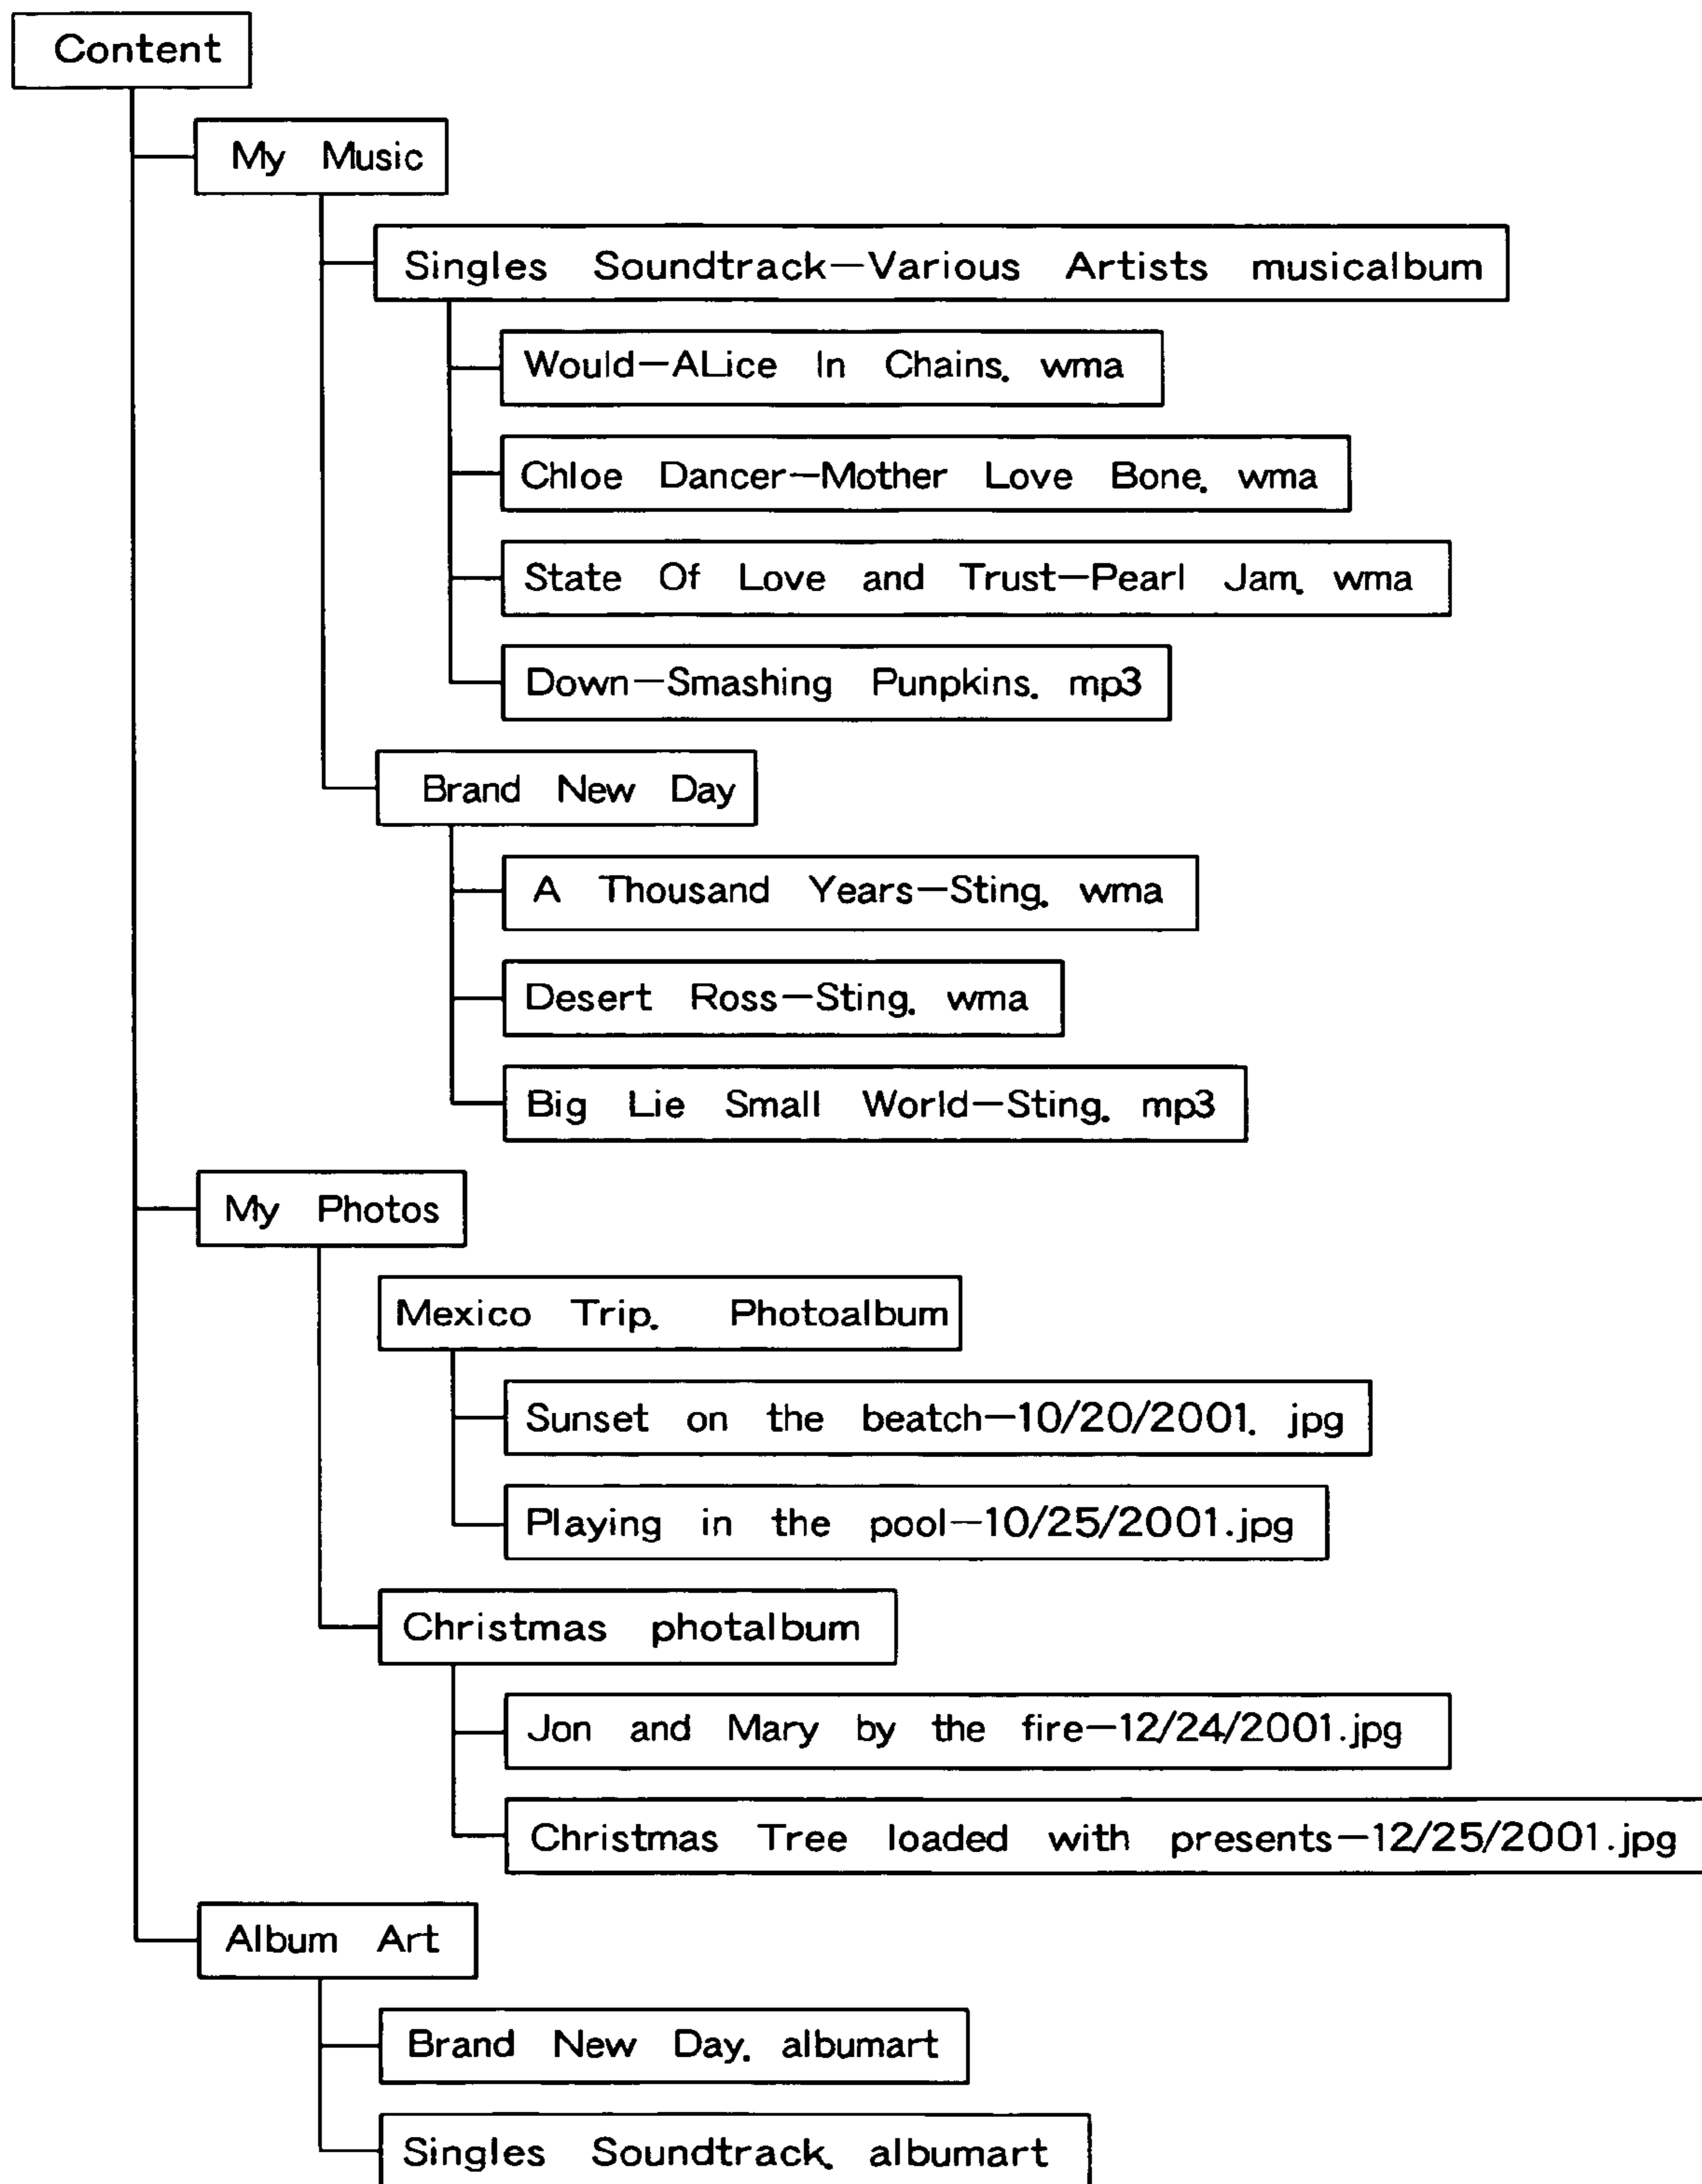 Content
My Music
Singles Soundtrack—Various Artists musicalbum
Would—ALice In Chains. wma
Chloe Dancer—Mother Love Bone. wma
State Of Love and Trust—Pearl Jam. wma
Down—Smashing Punpkins. mp3
Brand New Day
A Thousand Years—Sting. wma
Desert Ross—Sting. wma
Big Lie Small World—Sting. mp3
My Photos
Mexico Trip. Photoalbum
Sunset on the beatch—10/20/2001. jpg
Playing in the pool—10/25/2001.jpg
Christmas photalbum
Jon and Mary by the fire—12/24/2001.jpg
Christmas Tree loaded with presents—12/25/2001.jpg
Album Art
Brand New Day. albumart
Singles Soundtrack. albumart